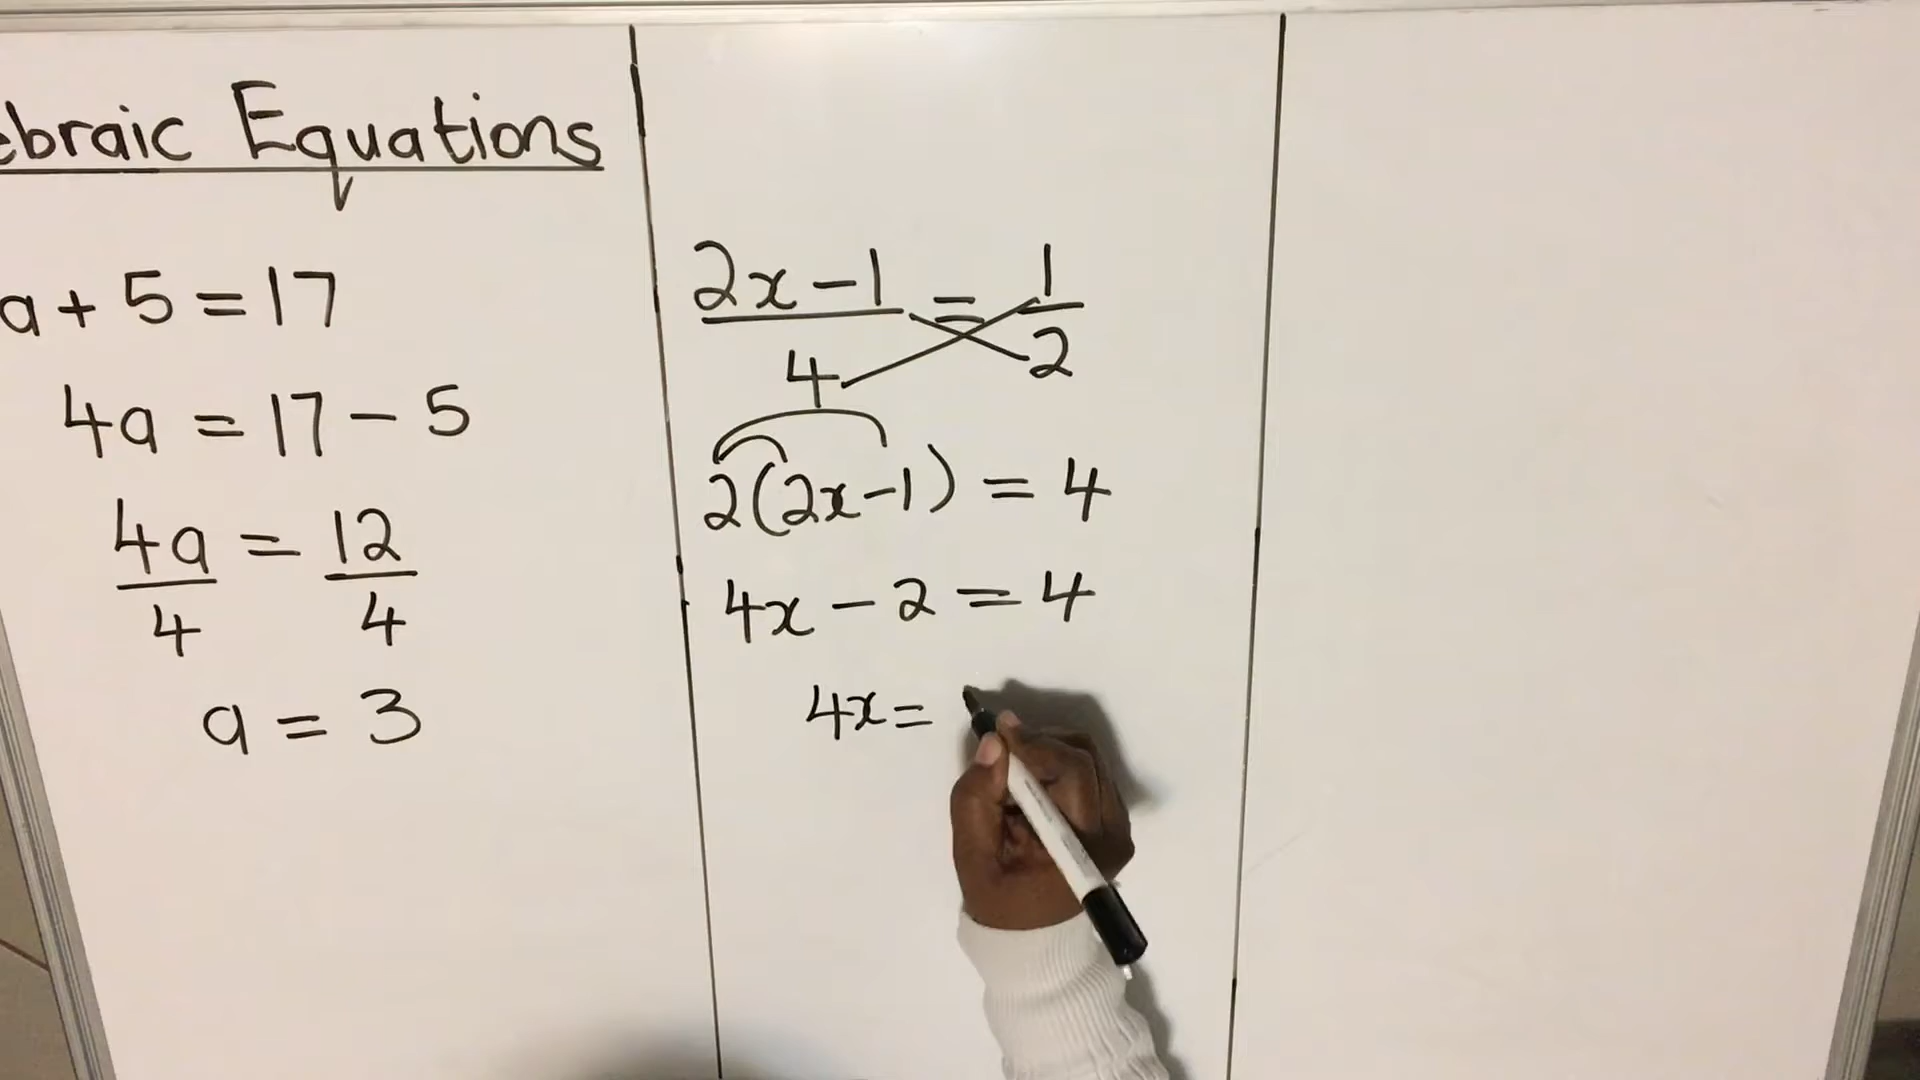 ebraic Equations
a + 5 = 17
4a = 17 - 5
4a = 12
4 4
a = 3
2x - 1 = 1
4 2
2(2x-1) = 4
4x - 2 = 4
4x =